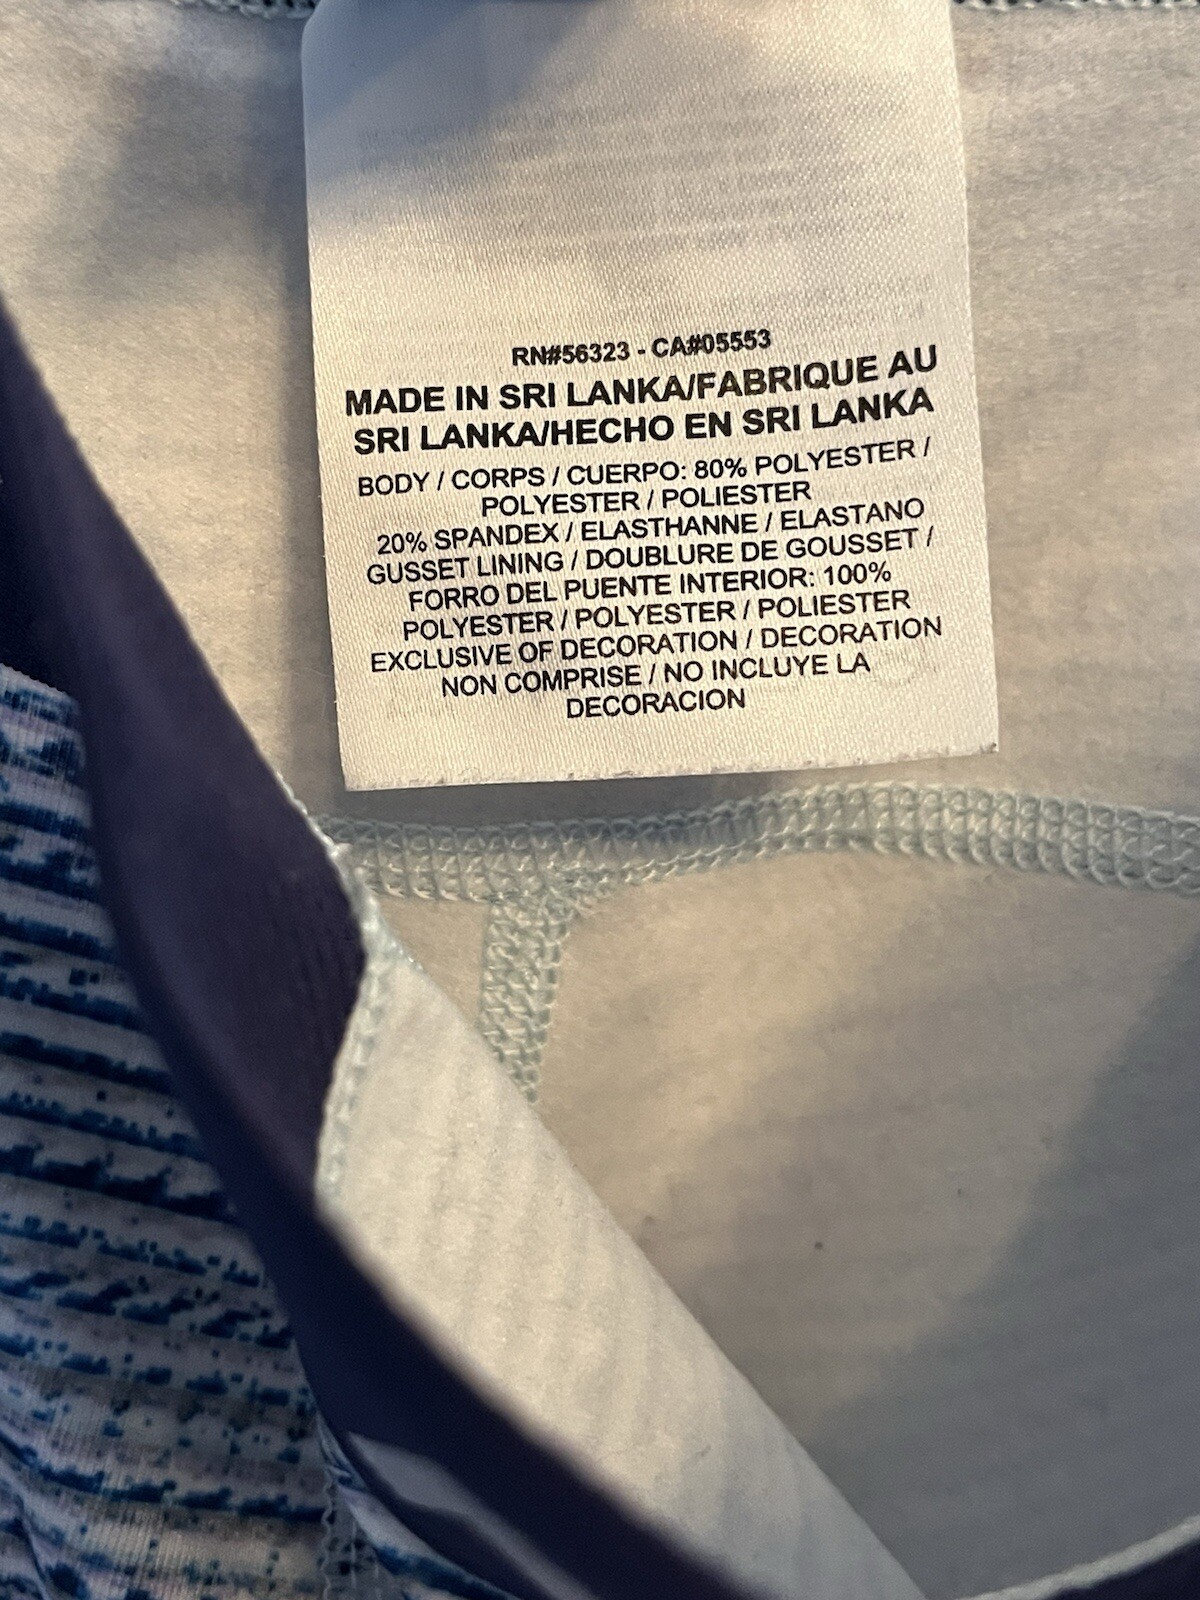 RN#56323 - CA#05553
MADE IN SRI LANKA/FABRIQUE AU
SRI LANKA/HECHO EN SRI LANKA
BODY / CORPS / CUERPO: 80% POLYESTER /
POLYESTER / POLIESTER
20% SPANDEX / ELASTHANNE / ELASTANO
GUSSET LINING / DOUBLURE DE GOUSSET /
FORRO DEL PUENTE INTERIOR: 100%
POLYESTER / POLYESTER / POLIESTER
EXCLUSIVE OF DECORATION / DECORATION
NON COMPRISE / NO INCLUYE LA
DECORACION